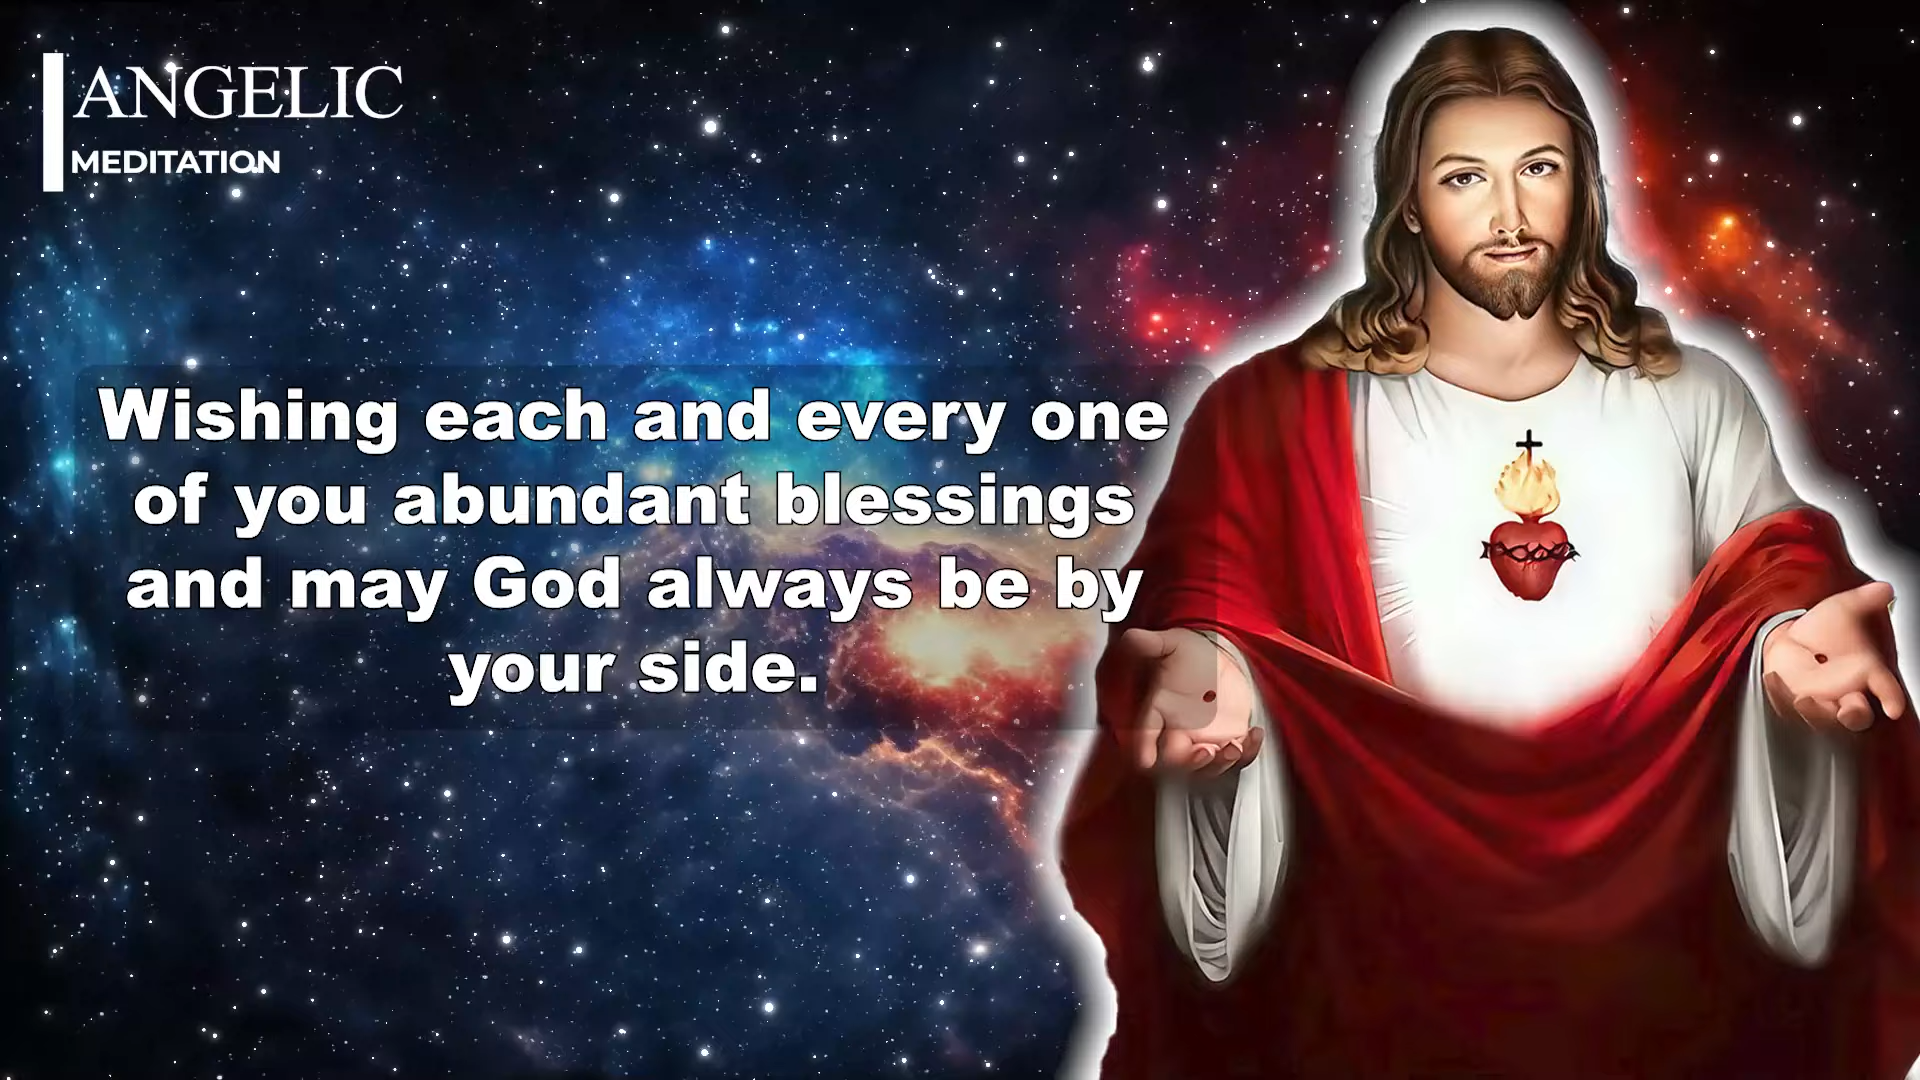 ANGELIC
MEDITATION
Wishing each and every one
of you abundant blessings
and may God always be by
your side.